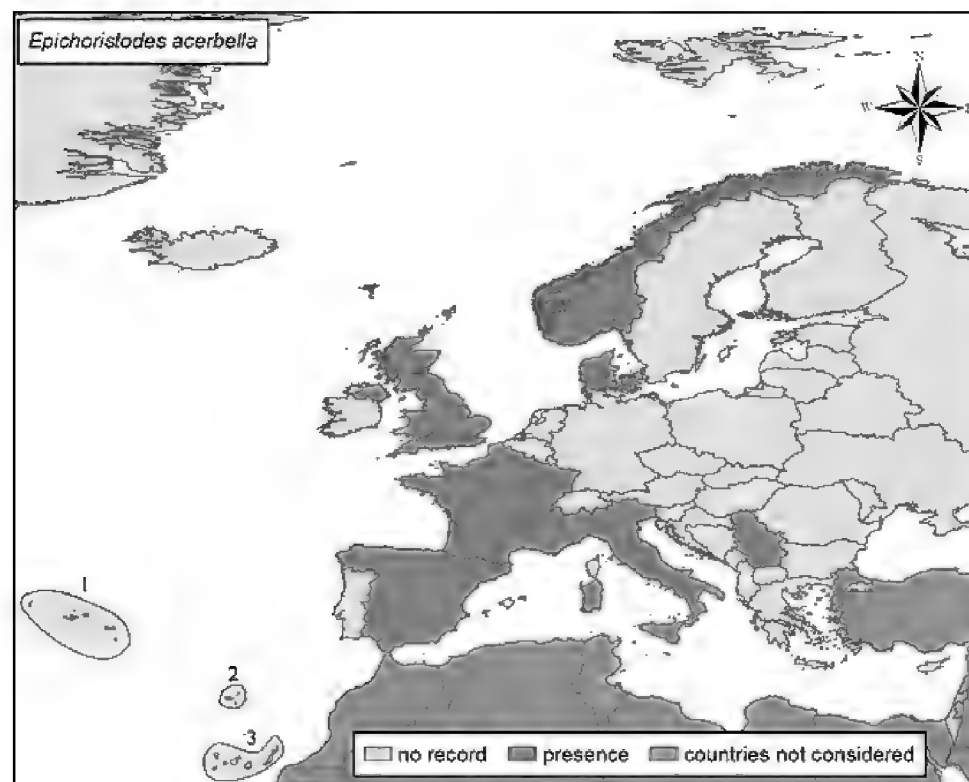 Epichoristodes acerbella
N
W
S
1
2
3
no record presence countries not considered